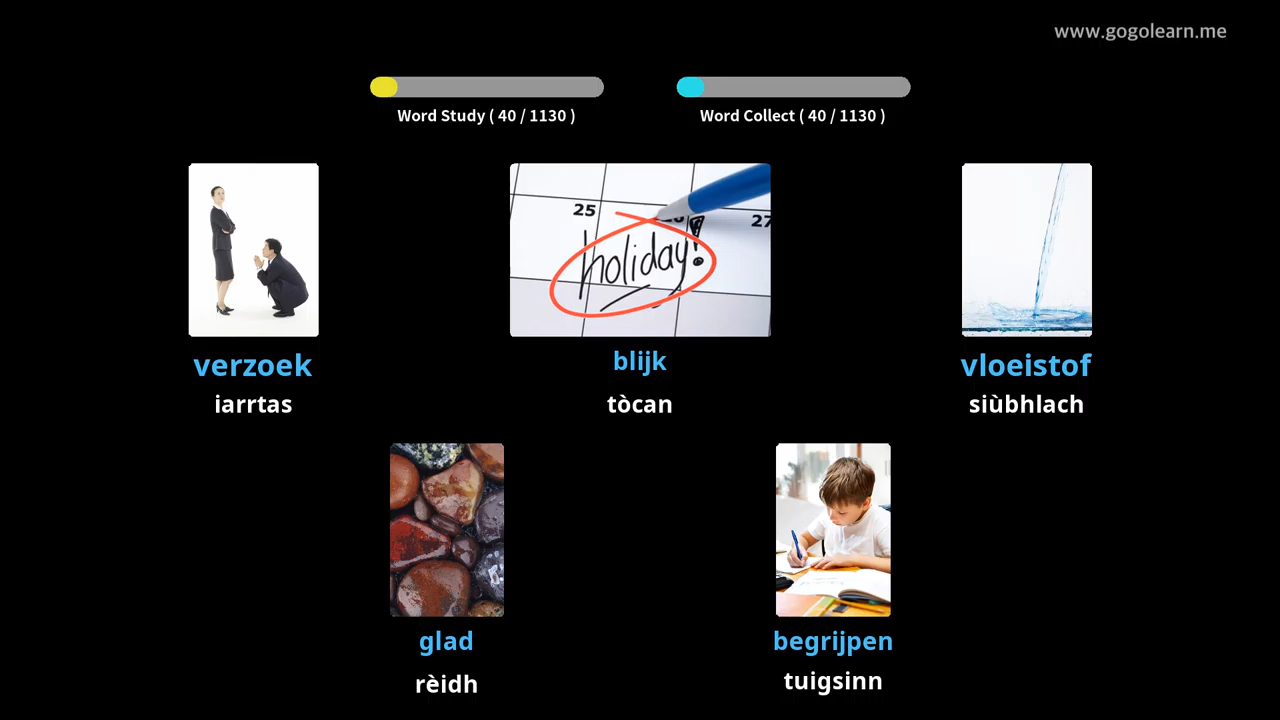 www.gogolearn.me
Word Study ( 40 / 1130 )
Word Collect ( 40 / 1130 )
25
27
holiday!
verzoek
iarrtas
blijk
tòcan
vloeistof
siùbhlach
glad
rèidh
begrijpen
tuigsinn